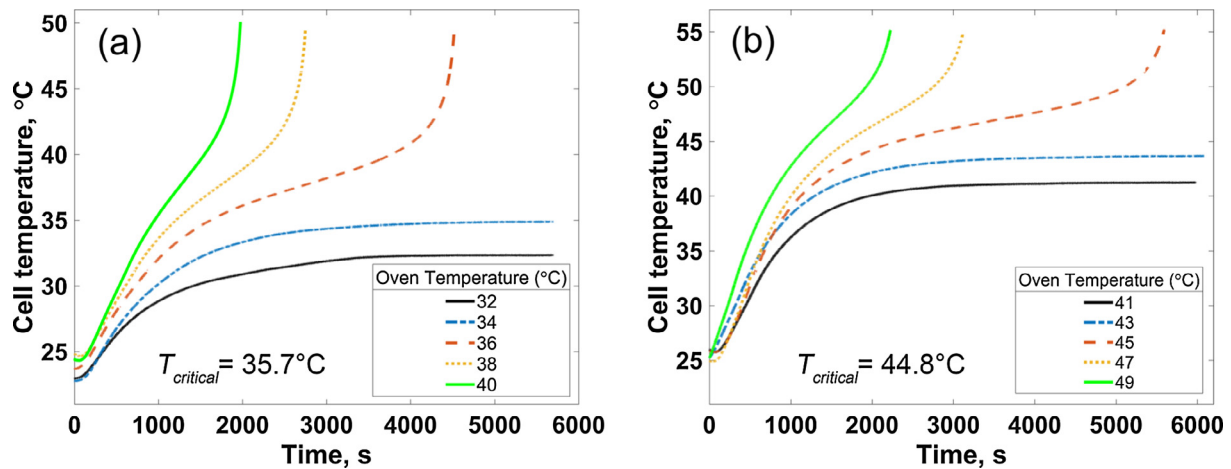 (a)
Cell temperature, °C
50
45
40
35
30
25
Oven Temperature (°C)
32
34
36
38
40
Tcritical= 35.7°C
0 1000 2000 3000 4000 5000 6000
Time, s
(b)
Cell temperature, °C
55
50
45
40
35
30
25
Oven Temperature (°C)
41
43
45
47
49
Tcritical= 44.8°C
0 1000 2000 3000 4000 5000 6000
Time, s